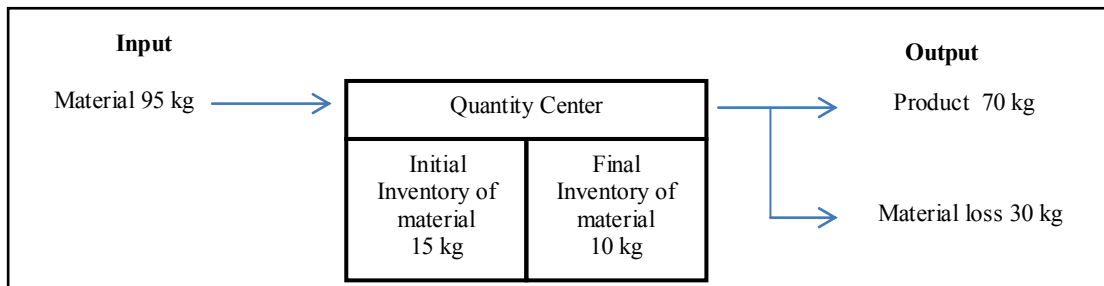 Input
Output
Material 95 kg
Quantity Center
Product 70 kg
Initial
Inventory of
material
15 kg
Final
Inventory of
material
10 kg
Material loss 30 kg